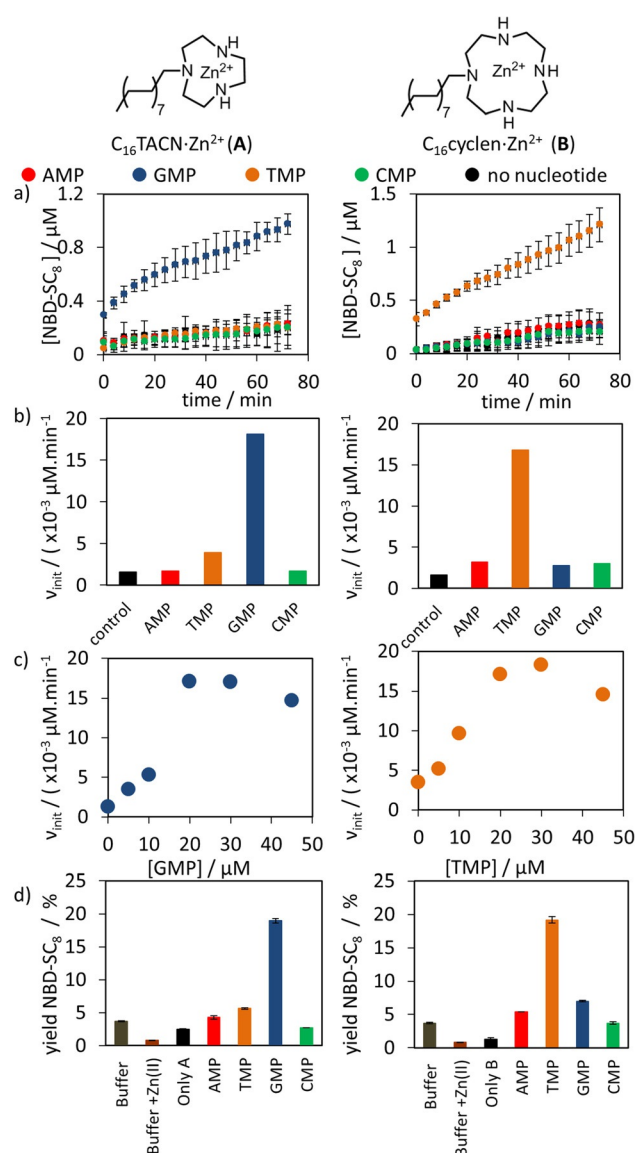 H
N
Zn²⁺
N
N
H
7
C₁₆TACN·Zn²⁺ (A)
H
N
N
Zn²⁺
NH
N
H
7
C₁₆cyclen·Zn²⁺ (B)
AMP GMP TMP CMP no nucleotide
a)
[NBD-SC₈] / μM
1.2
0.8
0.4
0
0 20 40 60 80
time / min
[NBD-SC₈] / μM
1.5
1
0.5
0
0 20 40 60 80
time / min
b)
vᵢₙᵢₜ / ( x10⁻³ μM.min⁻¹
20
15
10
5
0
control AMP TMP GMP CMP
vᵢₙᵢₜ / ( x10⁻³ μM.min⁻¹
20
15
10
5
0
control AMP TMP GMP CMP
c)
vᵢₙᵢₜ / ( x10⁻³ μM.min⁻¹
20
15
10
5
0
0 10 20 30 40 50
[GMP] / μM
vᵢₙᵢₜ / ( x10⁻³ μM.min⁻¹
20
15
10
5
0
0 10 20 30 40 50
[TMP] / μM
d)
yield NBD-SC₈ / %
25
20
15
10
5
0
Buffer Buffer +Zn(II) Only A AMP TMP GMP CMP
yield NBD-SC₈ / %
25
20
15
10
5
0
Buffer Buffer +Zn(II) Only B AMP TMP GMP CMP